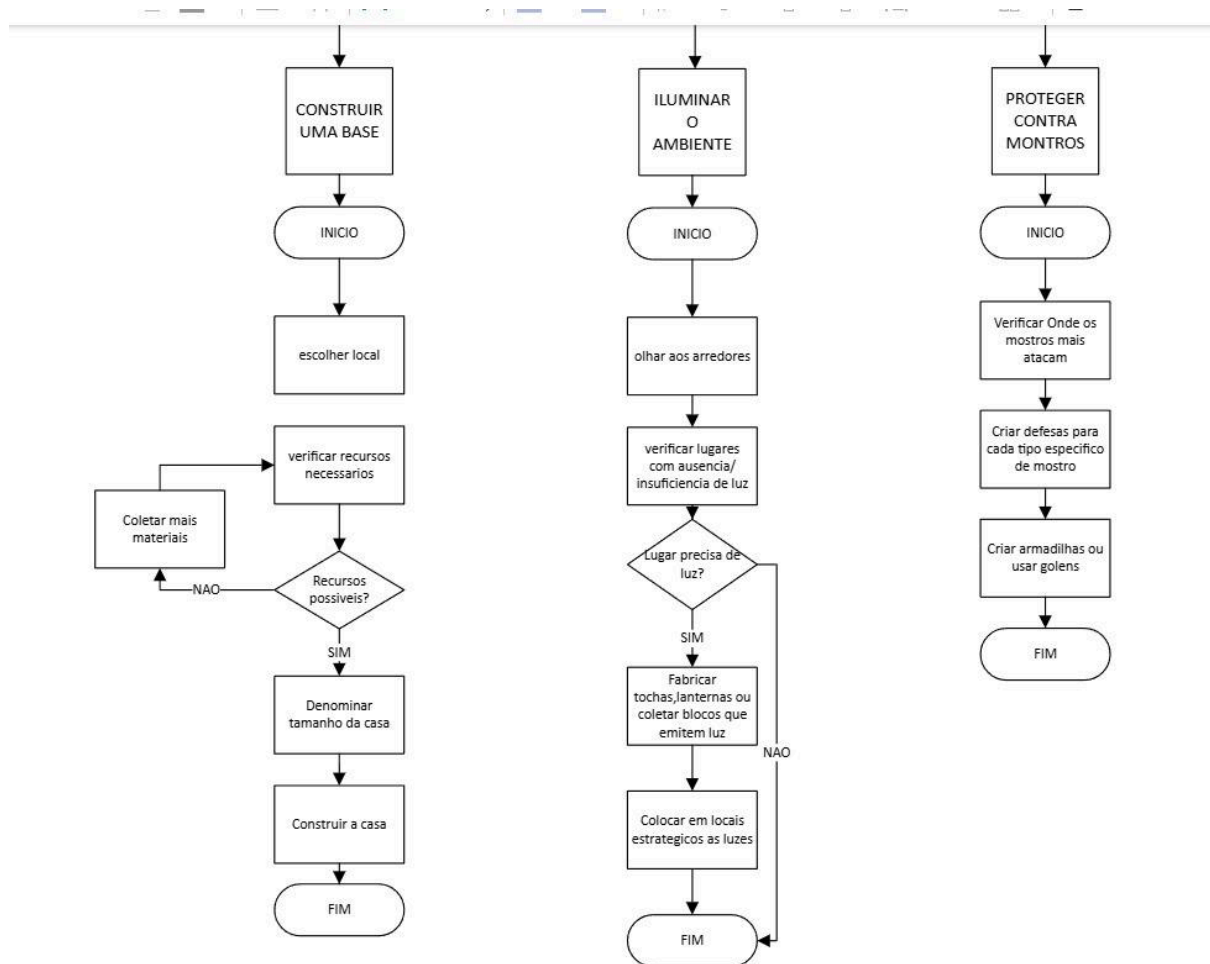 CONSTRUIR
UMA BASE
INICIO
escolher local
verificar recursos
necessarios
Coletar mais
materiais
Recursos
possiveis?
NAO
SIM
Denominar
tamanho da casa
Construir a casa
FIM
ILUMINAR
O
AMBIENTE
INICIO
olhar aos arredores
verificar lugares
com ausencia/
insuficiencia de luz
Lugar precisa de
luz?
SIM
NAO
Fabricar
tochas,lanternas ou
coletar blocos que
emitem luz
Colocar em locais
estrategicos as luzes
FIM
PROTEGER
CONTRA
MONTROS
INICIO
Verificar Onde os
mostros mais
atacam
Criar defesas para
cada tipo especifico
de mostro
Criar armadilhas ou
usar golens
FIM